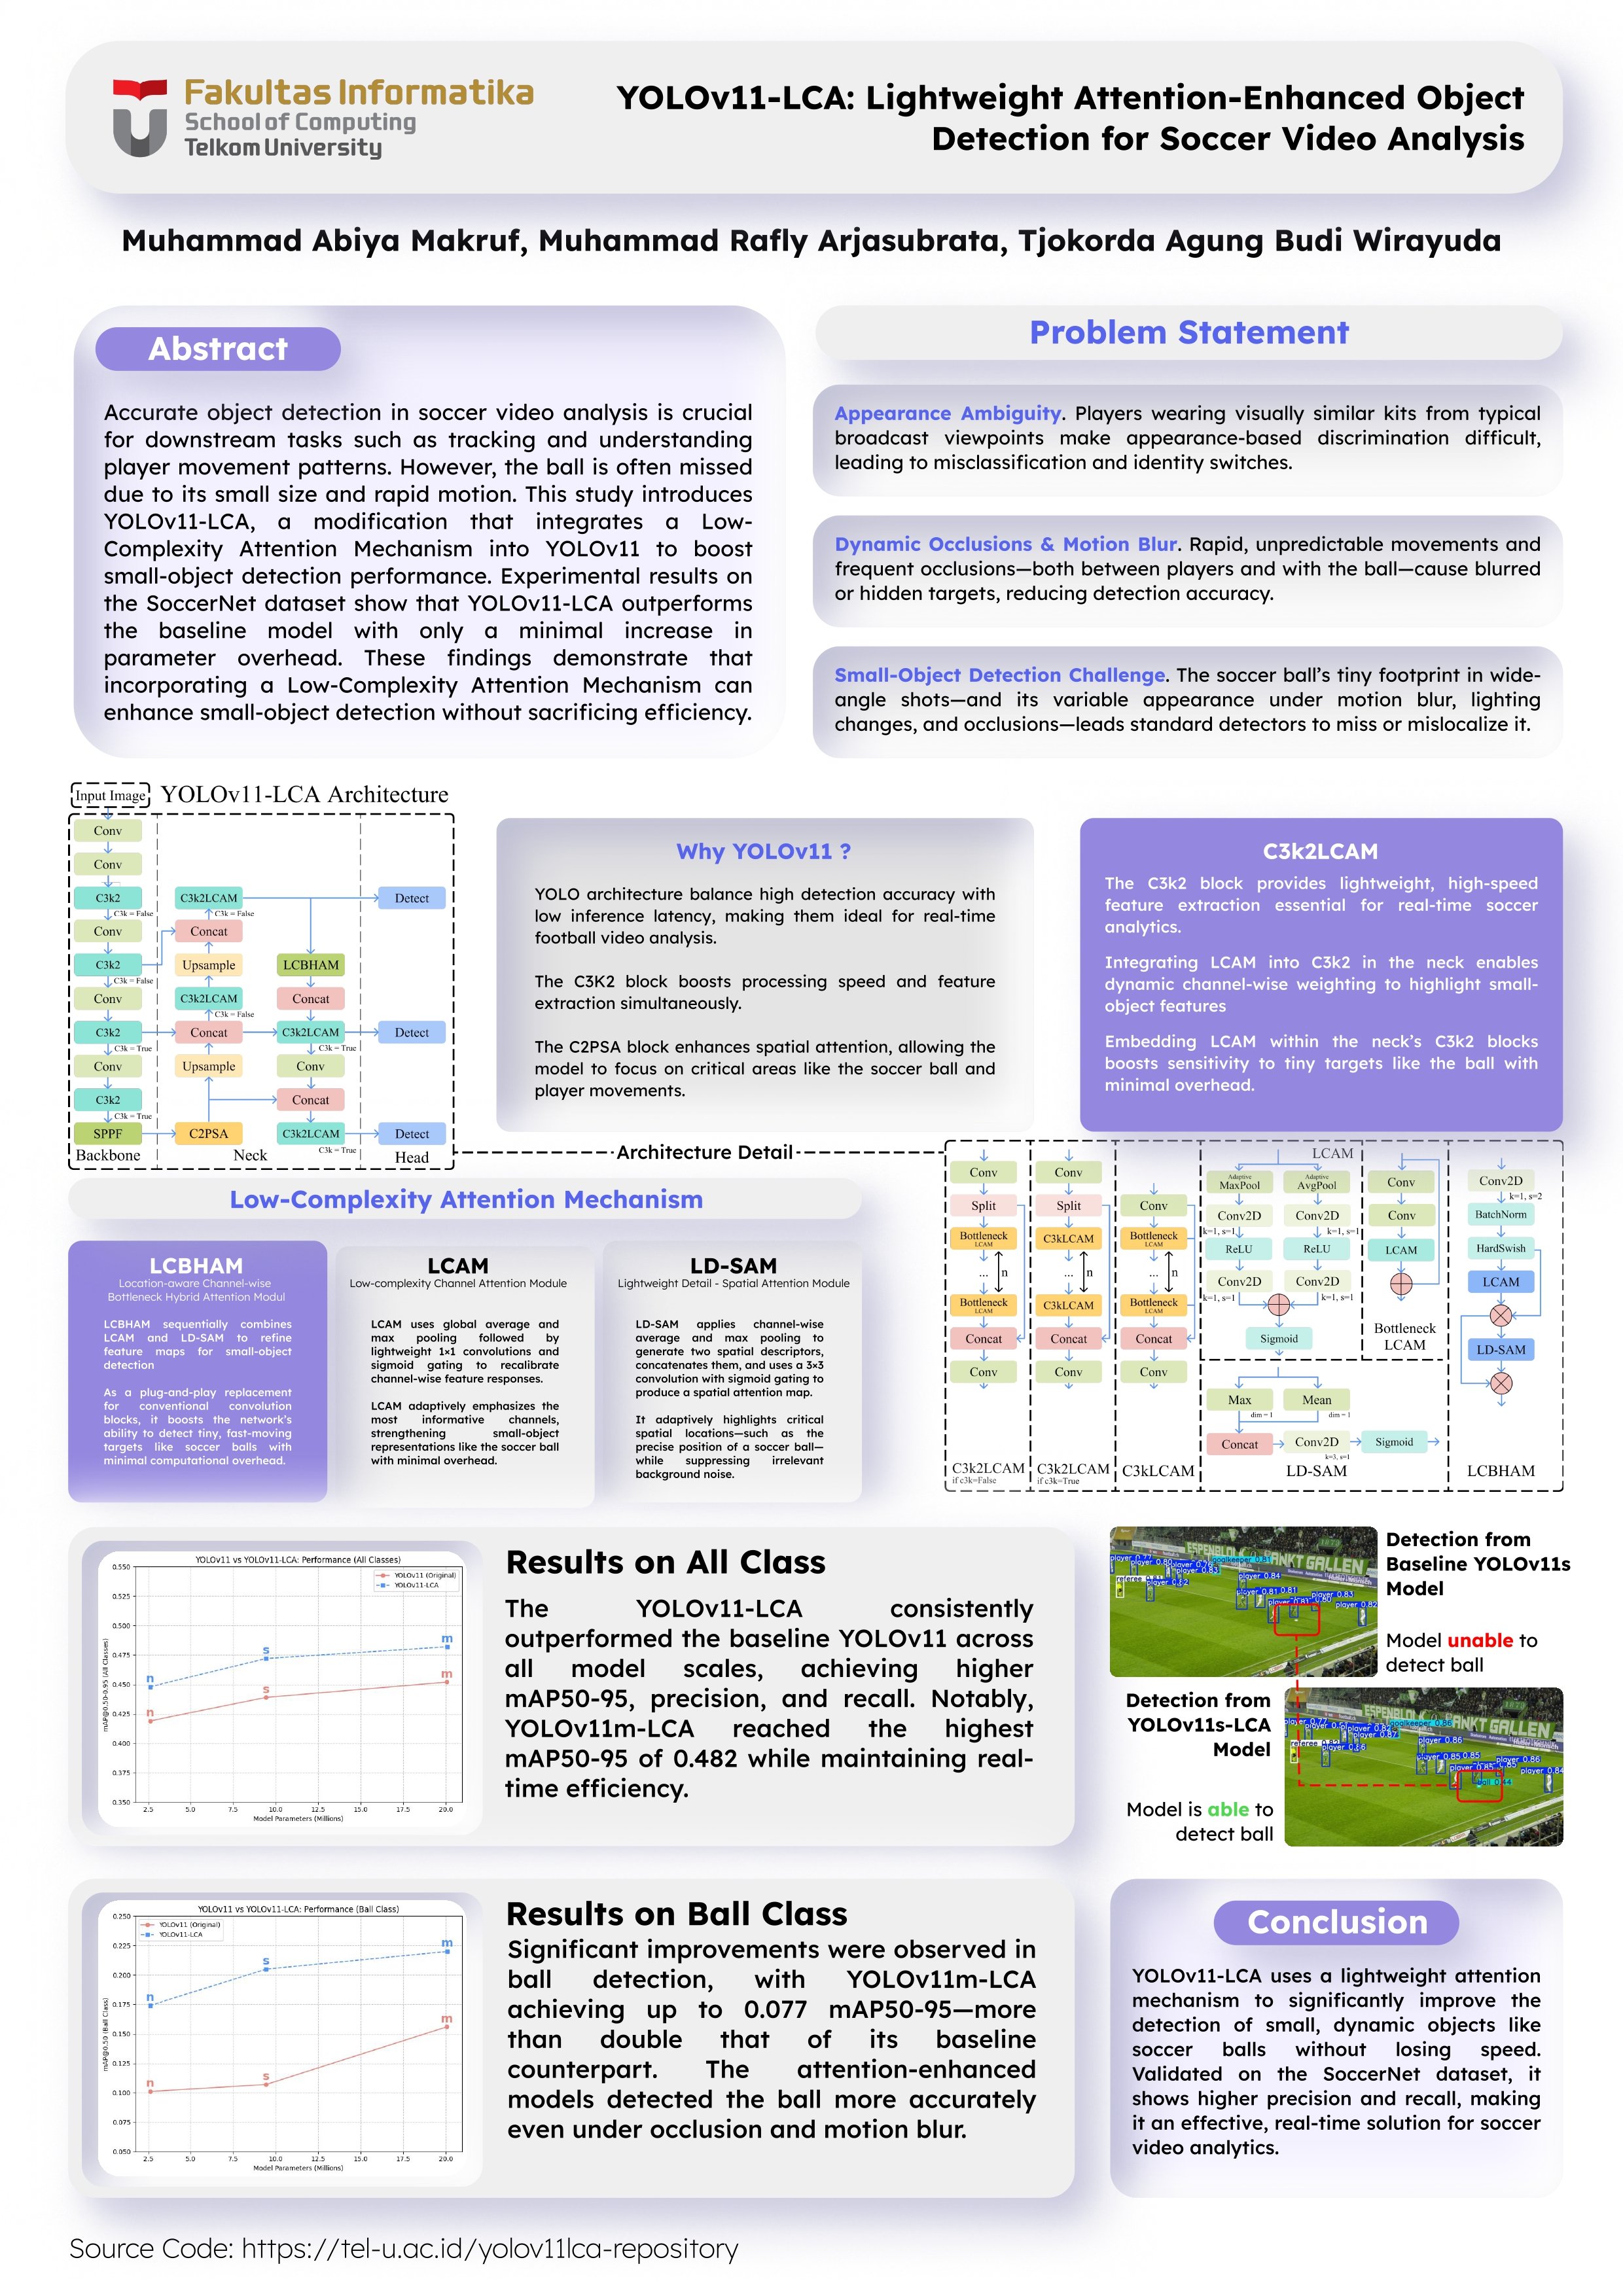 Fakultas Informatika
School of Computing
Telkom University
YOLOv11-LCA: Lightweight Attention-Enhanced Object
Detection for Soccer Video Analysis
Muhammad Abiya Makruf, Muhammad Rafly Arjasubrata, Tjokorda Agung Budi Wirayuda
Abstract
Accurate object detection in soccer video analysis is crucial
for downstream tasks such as tracking and understanding
player movement patterns. However, the ball is often missed
due to its small size and rapid motion. This study introduces
YOLOv11-LCA, a modification that integrates a Low-
Complexity Attention Mechanism into YOLOv11 to boost
small-object detection performance. Experimental results on
the SoccerNet dataset show that YOLOv11-LCA outperforms
the baseline model with only a minimal increase in
parameter overhead. These findings demonstrate that
incorporating a Low-Complexity Attention Mechanism can
enhance small-object detection without sacrificing efficiency.
Problem Statement
Appearance Ambiguity. Players wearing visually similar kits from typical
broadcast viewpoints make appearance-based discrimination difficult,
leading to misclassification and identity switches.
Dynamic Occlusions & Motion Blur. Rapid, unpredictable movements and
frequent occlusions—both between players and with the ball—cause blurred
or hidden targets, reducing detection accuracy.
Small-Object Detection Challenge. The soccer ball's tiny footprint in wide-
angle shots—and its variable appearance under motion blur, lighting
changes, and occlusions—leads standard detectors to miss or mislocalize it.
Input Image
YOLOv11-LCA Architecture
Conv
Conv
C3k2
C3k = False
Conv
C3k2
C3k = False
Conv
C3k2
C3k = True
Conv
C3k2
C3k = True
SPPF
Backbone
C3k2LCAM
C3k = False
Concat
Upsample
C3k2LCAM
C3k = False
Concat
Upsample
C2PSA
LCBHAM
Concat
C3k2LCAM
C3k = True
Conv
Concat
C3k2LCAM
C3k = True
Neck
Detect
Detect
Detect
Head
Why YOLOv11 ?
YOLO architecture balance high detection accuracy with
low inference latency, making them ideal for real-time
football video analysis.
The C3K2 block boosts processing speed and feature
extraction simultaneously.
The C2PSA block enhances spatial attention, allowing the
model to focus on critical areas like the soccer ball and
player movements.
C3k2LCAM
The C3k2 block provides lightweight, high-speed
feature extraction essential for real-time soccer
analytics.
Integrating LCAM into C3k2 in the neck enables
dynamic channel-wise weighting to highlight small-
object features
Embedding LCAM within the neck's C3k2 blocks
boosts sensitivity to tiny targets like the ball with
minimal overhead.
Architecture Detail
Conv
Split
Bottleneck
LCAM
...
n
Bottleneck
LCAM
Concat
Conv
C3k2LCAM
if c3k=False
Conv
Split
C3kLCAM
...
n
C3kLCAM
Concat
Conv
C3k2LCAM
if c3k=True
Conv
Bottleneck
LCAM
...
n
Bottleneck
LCAM
Concat
Conv
C3kLCAM
LCAM
Adaptive
MaxPool
Adaptive
AvgPool
Conv2D
Conv2D
k=1, s=1
k=1, s=1
ReLU
ReLU
Conv2D
Conv2D
k=1, s=1
k=1, s=1
Sigmoid
Conv
Conv
LCAM
Bottleneck
LCAM
Max
Mean
dim = 1
dim = 1
Concat
Conv2D
k=3, s=1
Sigmoid
LD-SAM
Conv2D
k=1, s=2
BatchNorm
HardSwish
LCAM
LD-SAM
LCBHAM
Low-Complexity Attention Mechanism
LCBHAM
Location-aware Channel-wise
Bottleneck Hybrid Attention Modul
LCBHAM sequentially combines
LCAM and LD-SAM to refine
feature maps for small-object
detection
As a plug-and-play replacement
for conventional convolution
blocks, it boosts the network's
ability to detect tiny, fast-moving
targets like soccer balls with
minimal computational overhead.
LCAM
Low-complexity Channel Attention Module
LCAM uses global average and
max pooling followed by
lightweight 1×1 convolutions and
sigmoid gating to recalibrate
channel-wise feature responses.
LCAM adaptively emphasizes the
most informative channels,
strengthening small-object
representations like the soccer ball
with minimal overhead.
LD-SAM
Lightweight Detail - Spatial Attention Module
LD-SAM applies channel-wise
average and max pooling to
generate two spatial descriptors,
concatenates them, and uses a 3×3
convolution with sigmoid gating to
produce a spatial attention map.
It adaptively highlights critical
spatial locations—such as the
precise position of a soccer ball—
while suppressing irrelevant
background noise.
YOLOv11 vs YOLOv11-LCA: Performance (All Classes)
YOLOv11 (Original)
YOLOv11-LCA
mAP@0.50-0.95 (All Classes)
0.550
0.525
0.500
0.475
0.450
0.425
0.400
0.375
0.350
n
s
m
n
s
m
2.5 5.0 7.5 10.0 12.5 15.0 17.5 20.0
Model Parameters (Millions)
Results on All Class
The YOLOv11-LCA consistently
outperformed the baseline YOLOv11 across
all model scales, achieving higher
mAP50-95, precision, and recall. Notably,
YOLOv11m-LCA reached the highest
mAP50-95 of 0.482 while maintaining real-
time efficiency.
ESPENBLOCK
SANKT GALLEN
1879
goalkeeper 0.81
player 0.84
player 0.83
player 0.82
Detection from
Baseline YOLOv11s
Model
Model unable to
detect ball
Detection from
YOLOv11s-LCA
Model
Model is able to
detect ball
ESPENBLOCK
SANKT GALLEN
1879
goalkeeper 0.86
player 0.86
player 0.86
player 0.84
ball 0.44
YOLOv11 vs YOLOv11-LCA: Performance (Ball Class)
YOLOv11 (Original)
YOLOv11-LCA
mAP@0.50 (Ball Class)
0.250
0.225
0.200
0.175
0.150
0.125
0.100
0.075
0.050
n
s
m
n
s
m
2.5 5.0 7.5 10.0 12.5 15.0 17.5 20.0
Model Parameters (Millions)
Results on Ball Class
Significant improvements were observed in
ball detection, with YOLOv11m-LCA
achieving up to 0.077 mAP50-95—more
than double that of its baseline
counterpart. The attention-enhanced
models detected the ball more accurately
even under occlusion and motion blur.
Conclusion
YOLOv11-LCA uses a lightweight attention
mechanism to significantly improve the
detection of small, dynamic objects like
soccer balls without losing speed.
Validated on the SoccerNet dataset, it
shows higher precision and recall, making
it an effective, real-time solution for soccer
video analytics.
Source Code: https://tel-u.ac.id/yolov11lca-repository